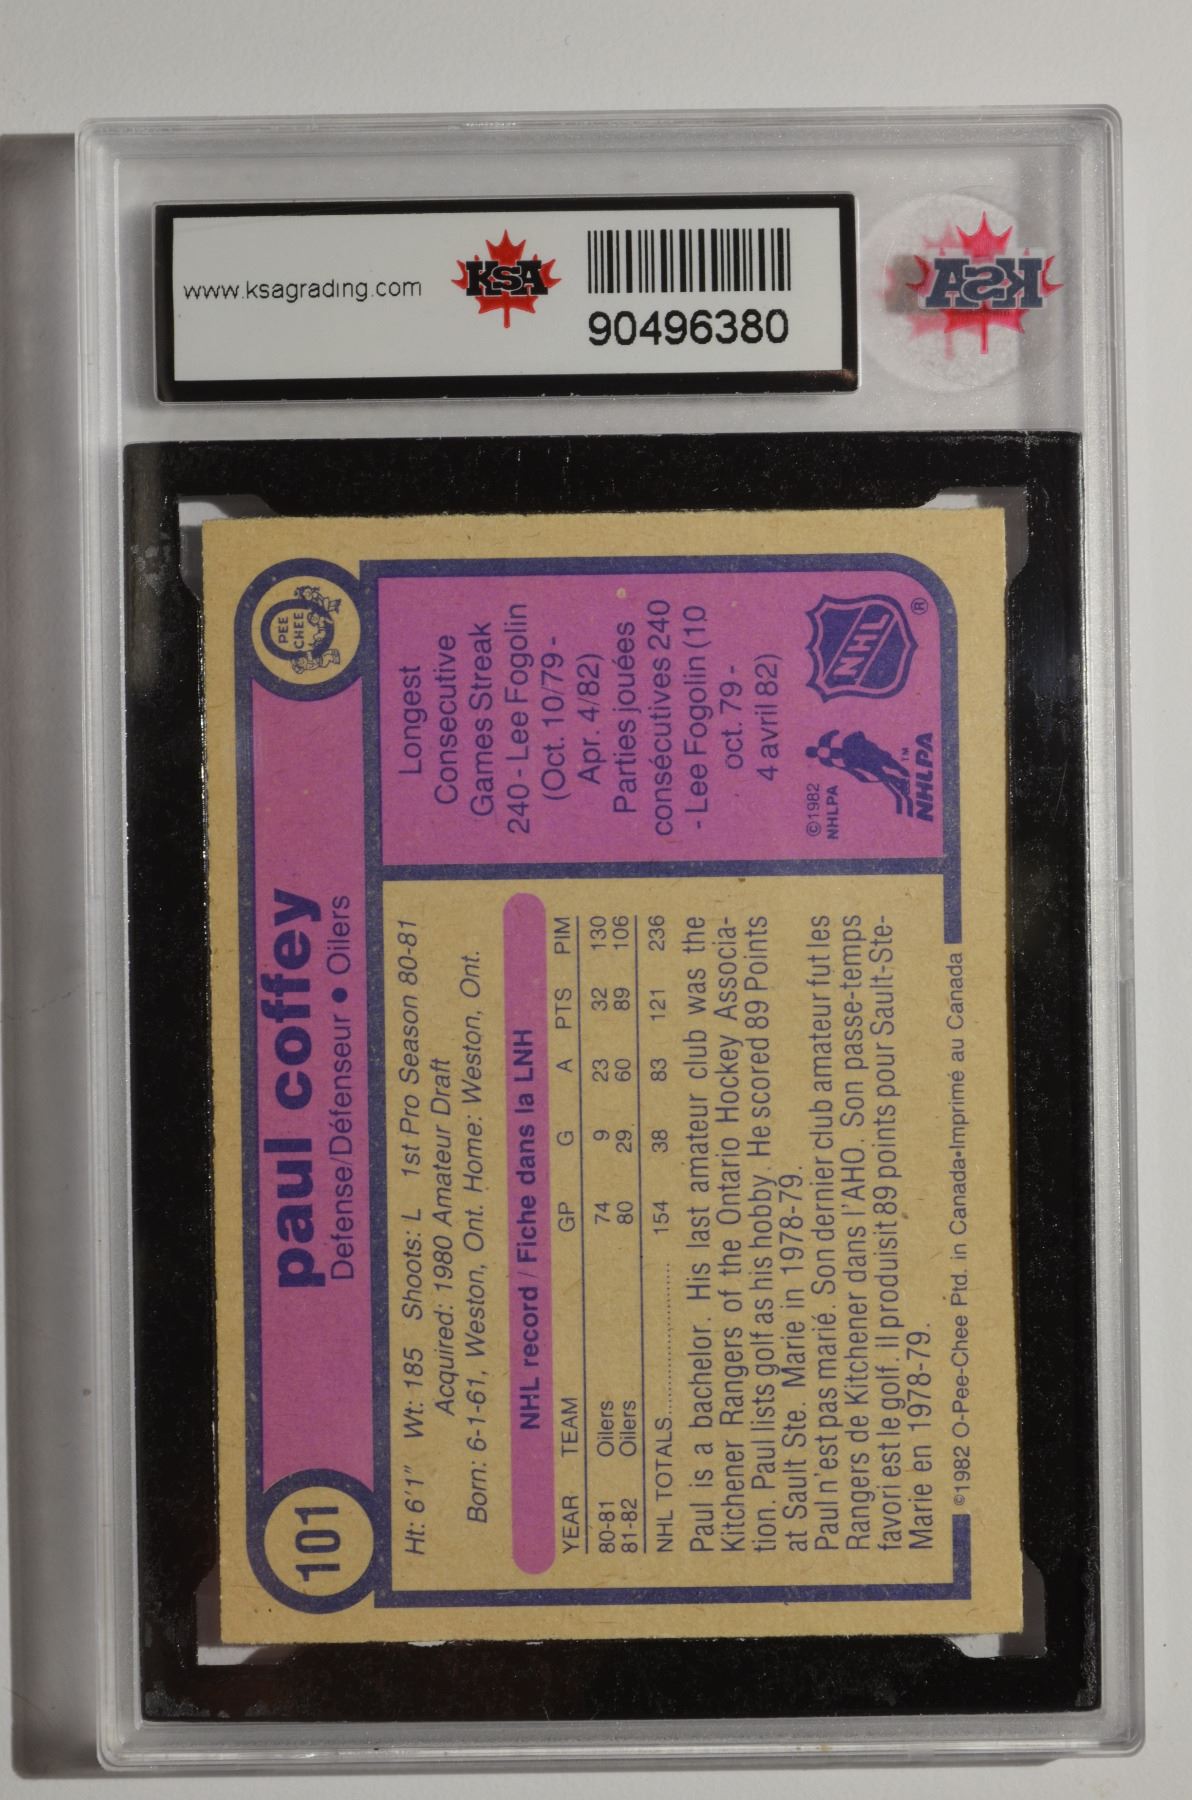 www.ksagrading.com
KSA
90496380
KSA
101
paul coffey
Defense/Défenseur • Oilers
O
PEE
CHEE
Ht: 6'1" Wt: 185 Shoots: L 1st Pro Season 80-81
Acquired: 1980 Amateur Draft
Born: 6-1-61, Weston, Ont. Home: Weston, Ont.
NHL record / Fiche dans la LNH
YEAR TEAM GP G A PTS PIM
80-81 Oilers 74 9 23 32 130
81-82 Oilers 80 29 60 89 106
NHL TOTALS.................... 154 38 83 121 236
Paul is a bachelor. His last amateur club was the
Kitchener Rangers of the Ontario Hockey Associa-
tion. Paul lists golf as his hobby. He scored 89 Points
at Sault Ste. Marie in 1978-79.
Paul n'est pas marié. Son dernier club amateur fut les
Rangers de Kitchener dans l'AHO. Son passe-temps
favori est le golf. Il produisit 89 points pour Sault-Ste-
Marie en 1978-79.
©1982 O-Pee-Chee Ptd. in Canada•Imprimé au Canada
Longest
Consecutive
Games Streak
240 - Lee Fogolin
(Oct. 10/79 -
Apr. 4/82)
Parties jouées
consécutives 240
- Lee Fogolin (10
oct. 79 -
4 avril 82)
©1982
NHLPA
TM
NHLPA
NHL
®